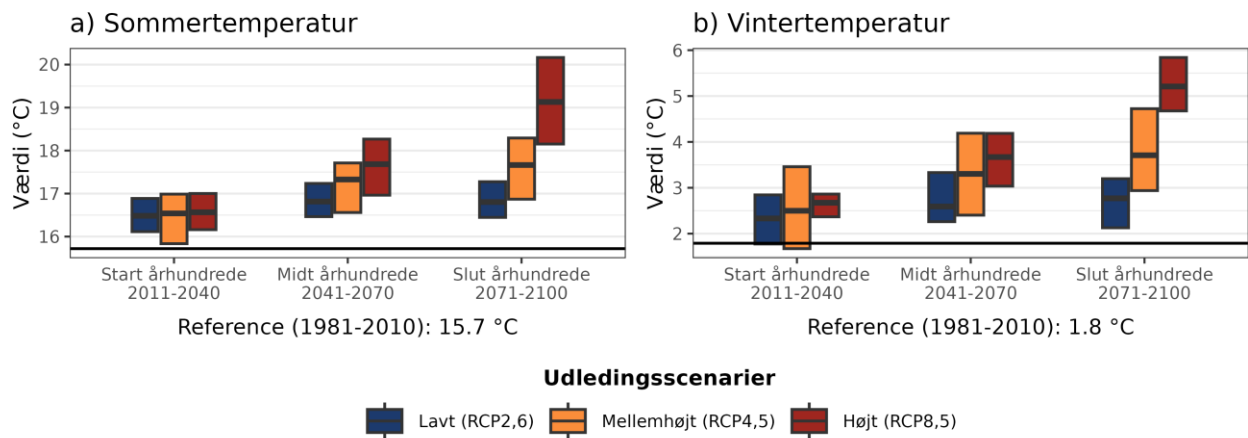 a) Sommertemperatur
Værdi (°C)
20
19
18
17
16
Start århundrede
2011-2040
Midt århundrede
2041-2070
Slut århundrede
2071-2100
Reference (1981-2010): 15.7 °C
b) Vintertemperatur
Værdi (°C)
6
5
4
3
2
Start århundrede
2011-2040
Midt århundrede
2041-2070
Slut århundrede
2071-2100
Reference (1981-2010): 1.8 °C
Udledingsscenarier
Lavt (RCP2,6)
Mellemhøjt (RCP4,5)
Højt (RCP8,5)